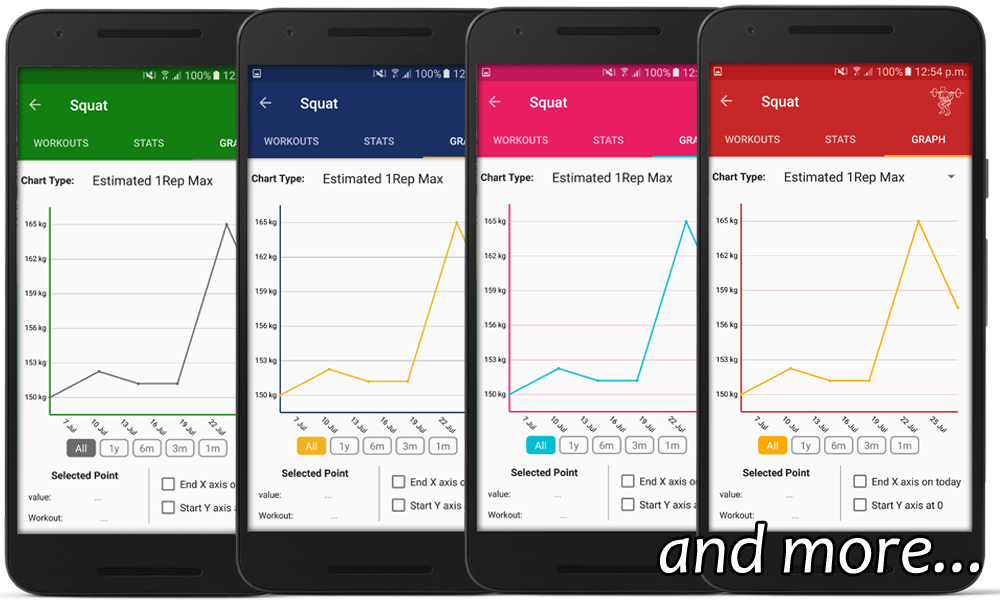 100% 12
Squat
WORKOUTS STATS GRA
Chart Type: Estimated 1Rep Max
165 kg
162 kg
159 kg
156 kg
153 kg
150 kg
7 Jul 10 Jul 13 Jul 16 Jul 19 Jul 22 Jul
All 1y 6m 3m 1m
Selected Point
value: ...
Workout: ...
End X axis o
Start Y axis a
100% 12
Squat
WORKOUTS STATS GR
Chart Type: Estimated 1Rep Max
165 kg
162 kg
159 kg
156 kg
153 kg
150 kg
7 Jul 10 Jul 13 Jul 16 Jul 19 Jul 22 Jul
All 1y 6m 3m 1m
Selected Point
value: ...
Workout: ...
End X axis o
Start Y axis
100% 12:
Squat
WORKOUTS STATS GRA
Chart Type: Estimated 1Rep Max
165 kg
162 kg
159 kg
156 kg
153 kg
150 kg
7 Jul 10 Jul 13 Jul 16 Jul 19 Jul 22 Jul
All 1y 6m 3m 1m
Selected Point
value: ...
Workout: ...
End X axis o
Start Y axis a
100% 12:54 p.m.
Squat
WORKOUTS STATS GRAPH
Chart Type: Estimated 1Rep Max
165 kg
162 kg
159 kg
156 kg
153 kg
150 kg
7 Jul 10 Jul 13 Jul 16 Jul 19 Jul 22 Jul 25 Jul
All 1y 6m 3m 1m
Selected Point
value: ...
Workout: ...
End X axis on today
Start Y axis at 0
and more...